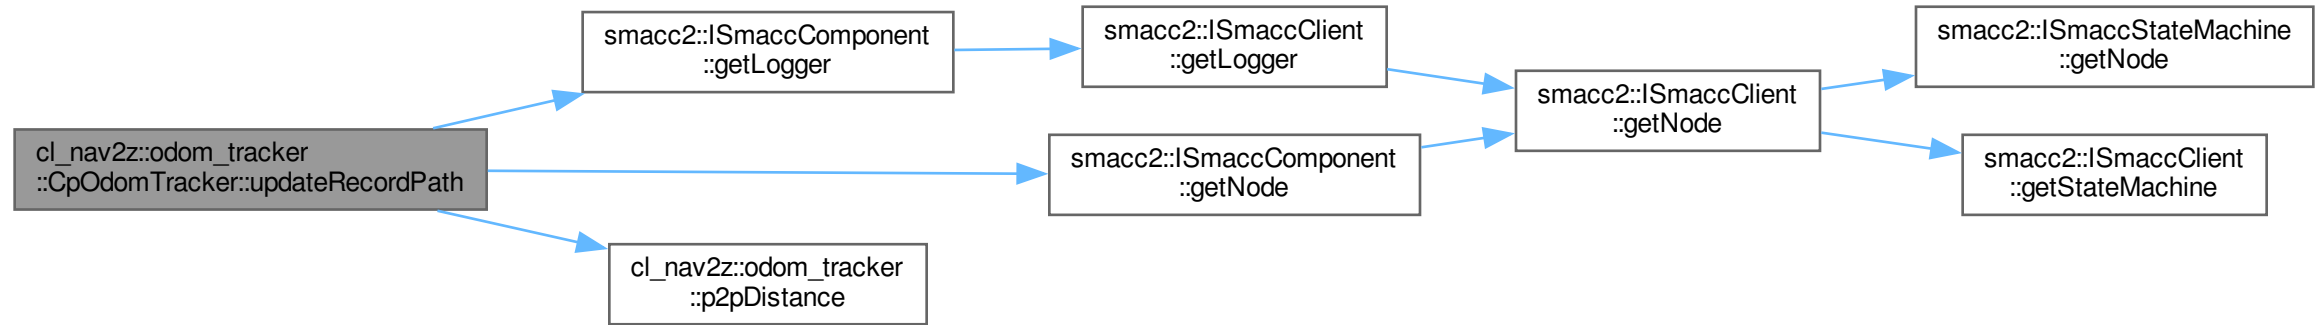 cl_nav2z::odom_tracker
::CpOdomTracker::updateRecordPath
smacc2::ISmaccComponent
::getLogger
smacc2::ISmaccClient
::getLogger
smacc2::ISmaccComponent
::getNode
cl_nav2z::odom_tracker
::p2pDistance
smacc2::ISmaccClient
::getNode
smacc2::ISmaccStateMachine
::getNode
smacc2::ISmaccClient
::getStateMachine